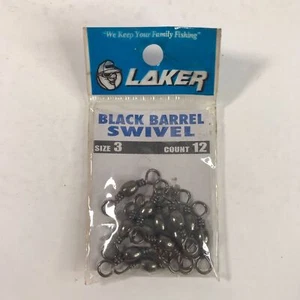 "We Keep Your Family Fishing"
LAKER
BLACK BARREL
SWIVEL
SIZE 3 COUNT 12